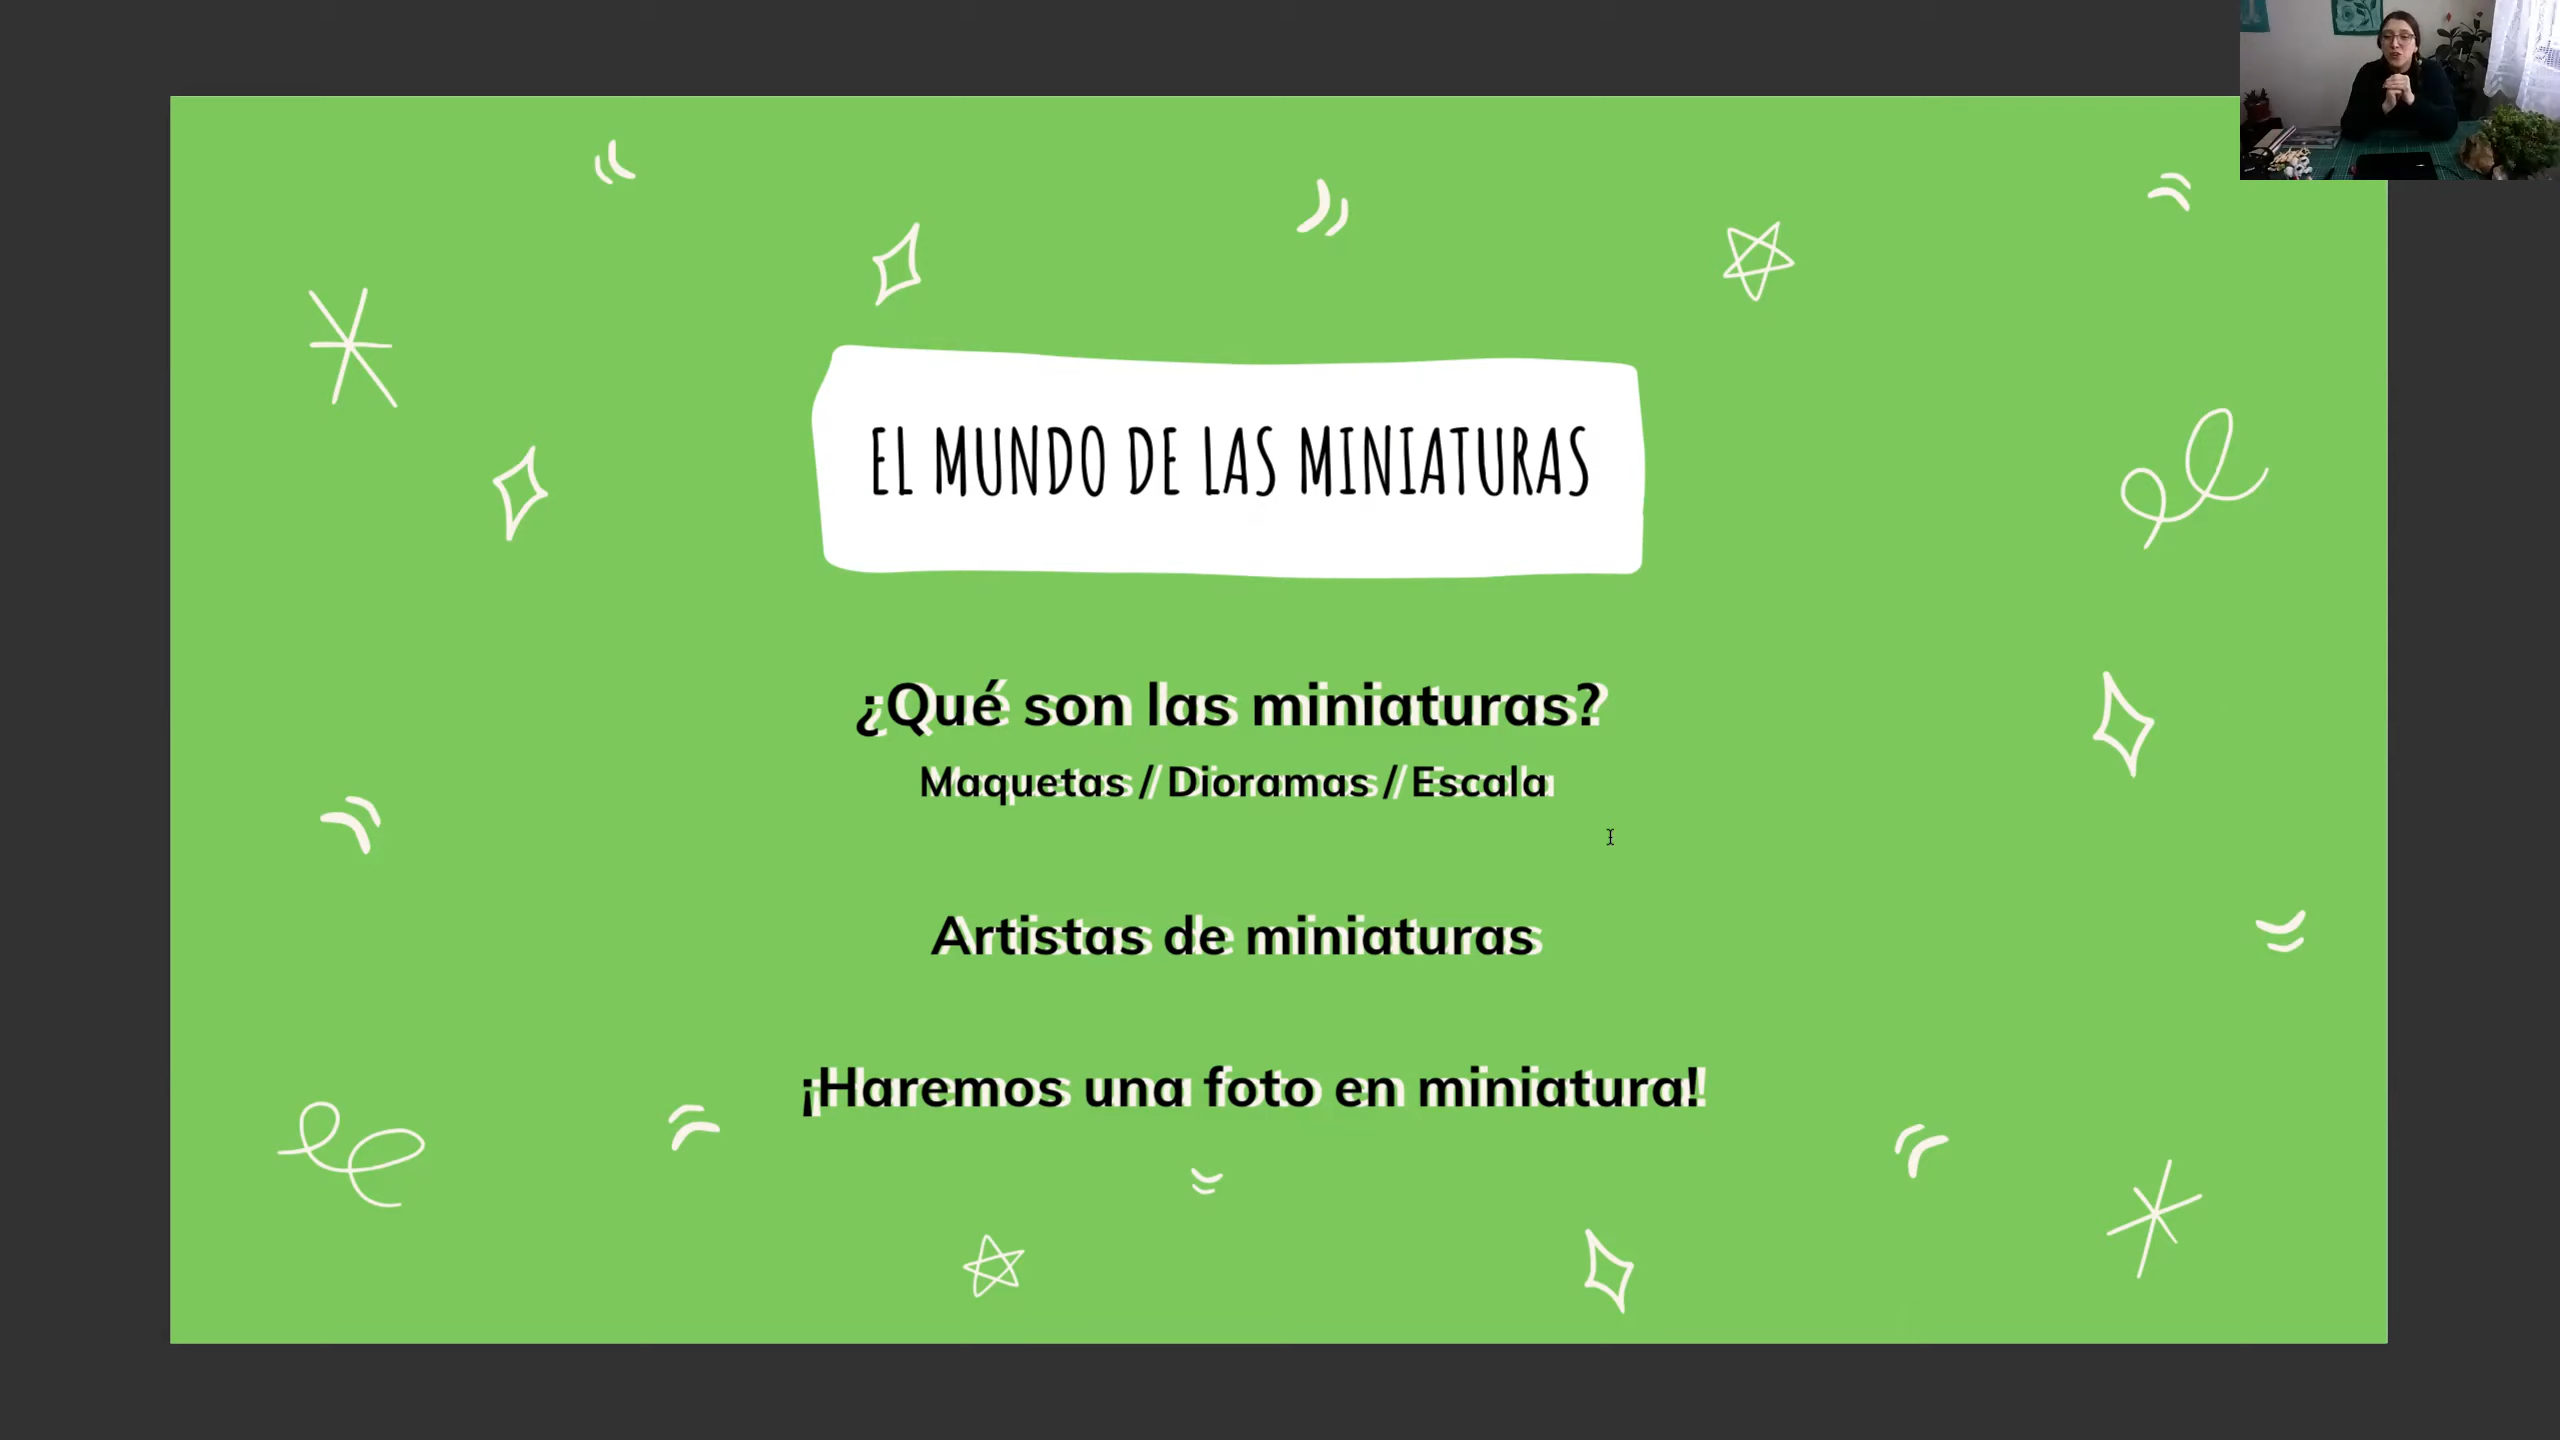 EL MUNDO DE LAS MINIATURAS
¿Qué son las miniaturas?
Maquetas // Dioramas // Escala
Artistas de miniaturas
¡Haremos una foto en miniatura!